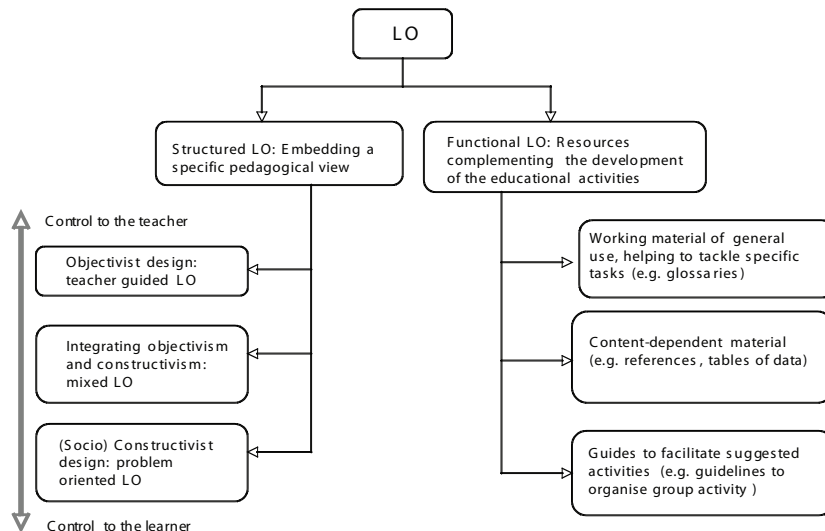 LO
Structured LO: Embedding a
specific pedagogical view
Functional LO: Resources
complementing the development
of the educational activities
Control to the teacher
Objectivist design:
teacher guided LO
Integrating objectivism
and constructivism:
mixed LO
(Socio) Constructivist
design: problem
oriented LO
Control to the learner
Working material of general
use, helping to tackle specific
tasks (e.g. glossaries)
Content-dependent material
(e.g. references, tables of data)
Guides to facilitate suggested
activities (e.g. guidelines to
organise group activity )